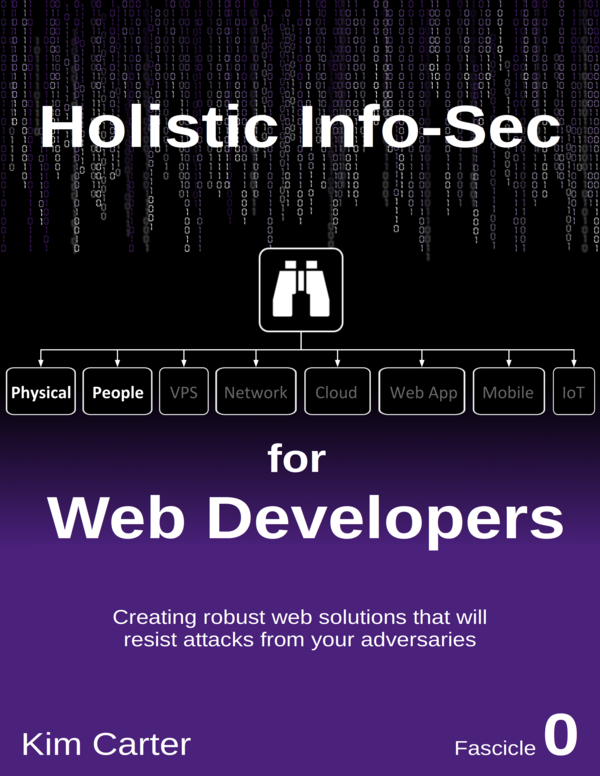 Holistic Info-Sec
Physical People VPS Network Cloud Web App Mobile IoT
for
Web Developers
Creating robust web solutions that will
resist attacks from your adversaries
Kim Carter Fascicle 0